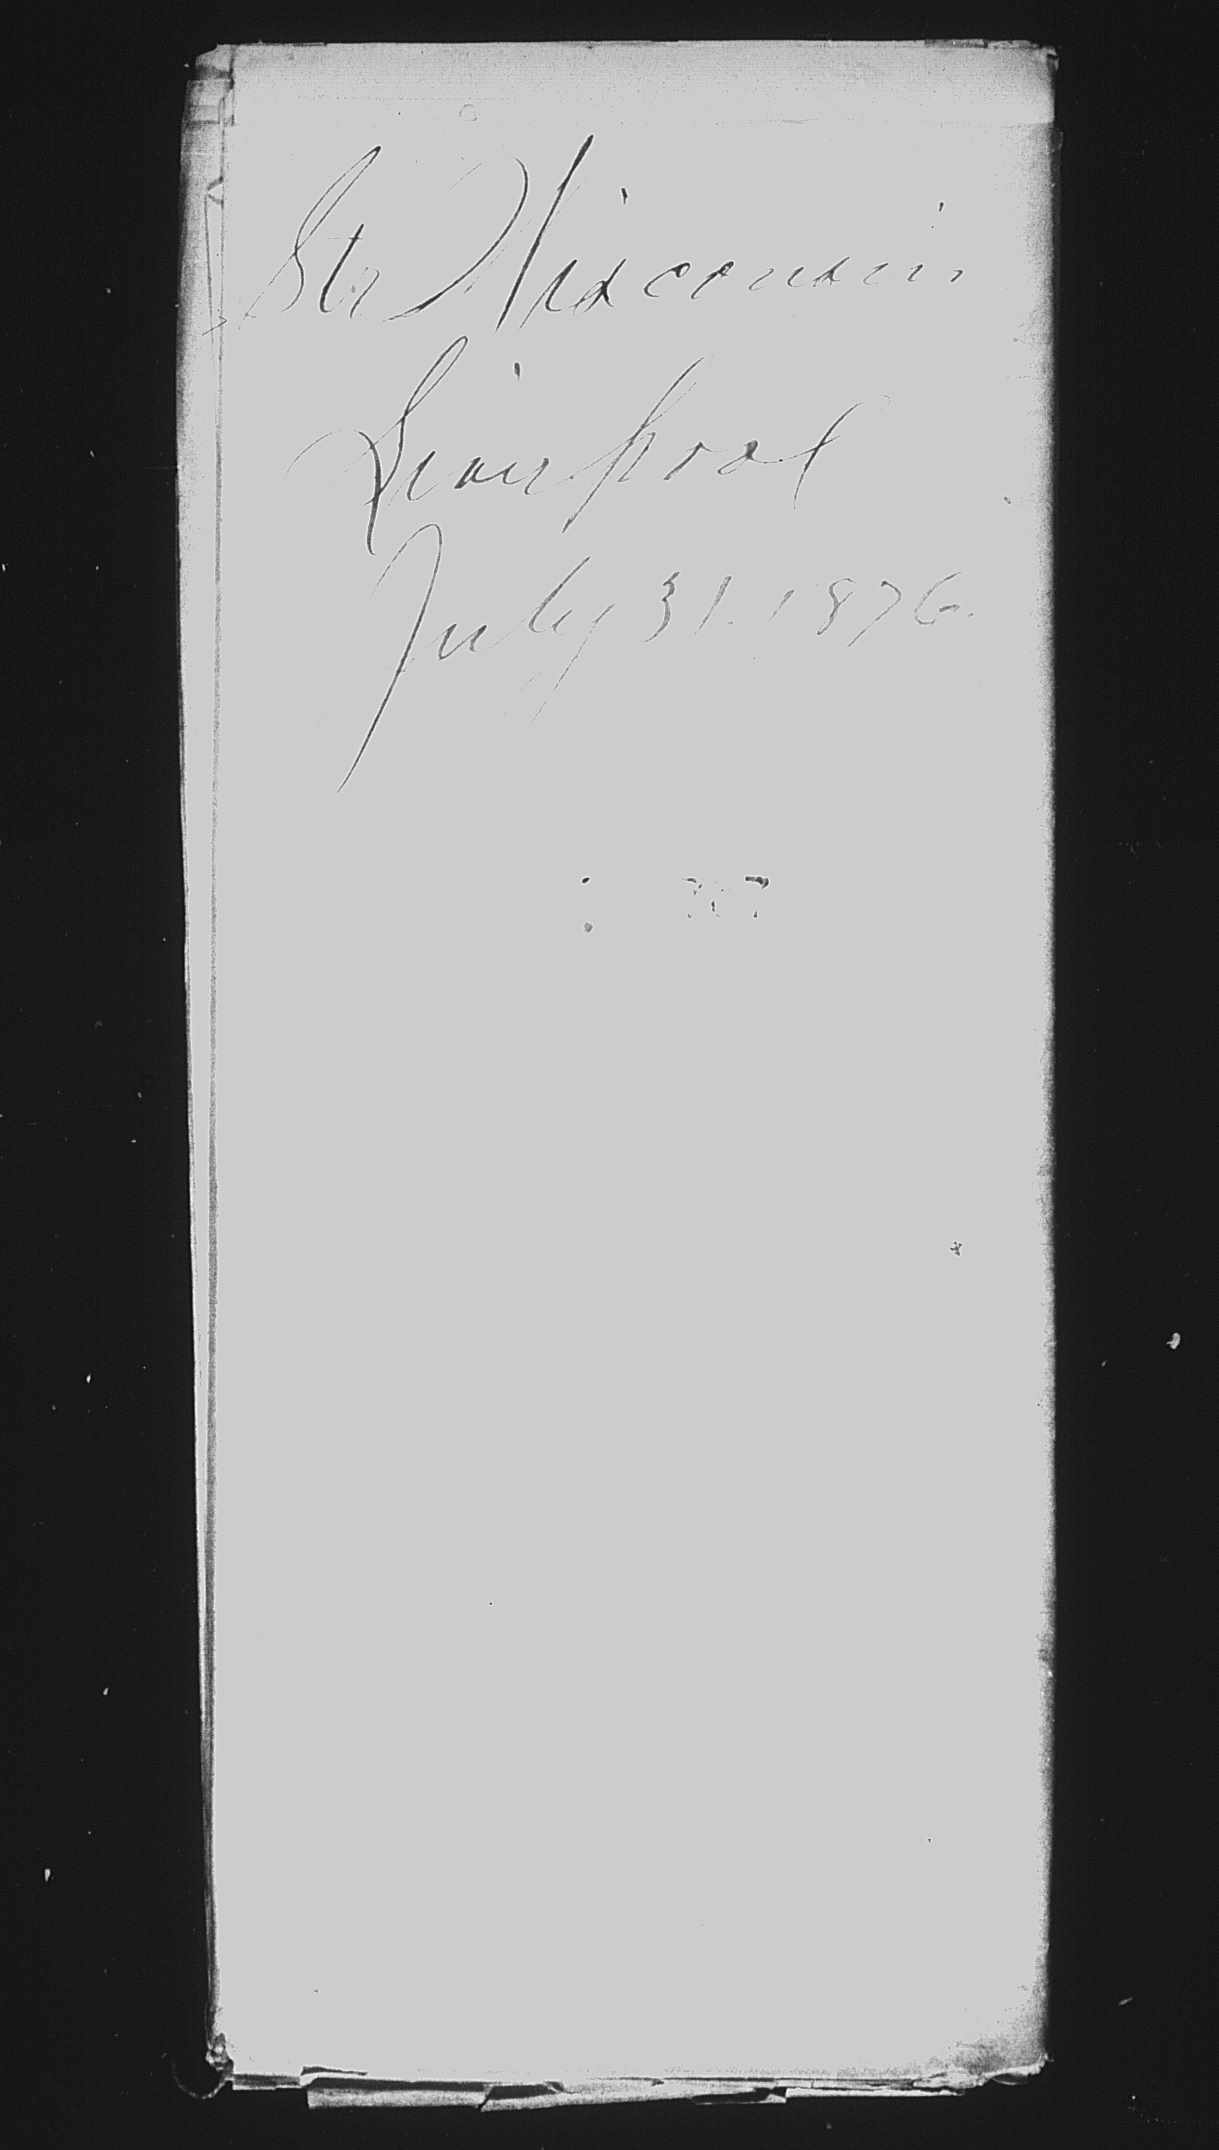 Str Wisconsin
Liverpool
July 31. 1876.